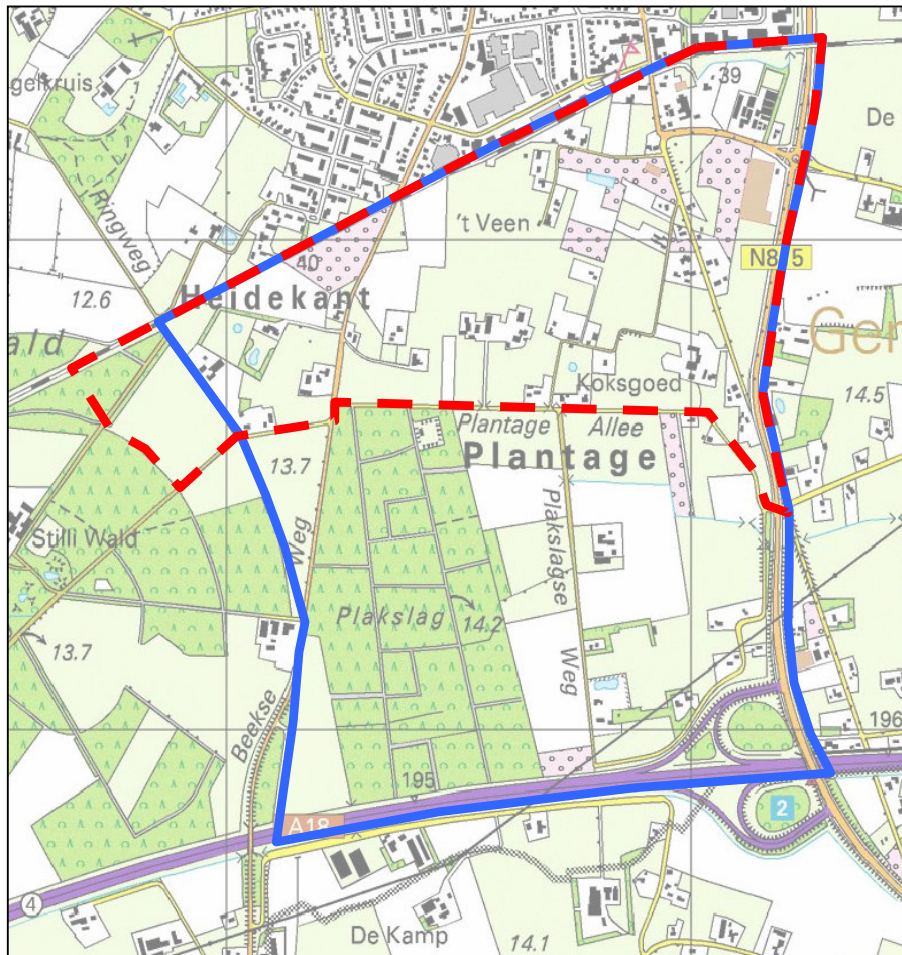 39
De
Ringweg
't Veen
N8 5
40
12.6
Heidekant
ald
Koksgoed
14.5
Plantage Allee
Plantage
13.7
Weg
Plakslagse
Weg
Stilli Wald
Plakslag
14.2
13.7
Beekse
196
195
A18
2
4
De Kamp
14.1